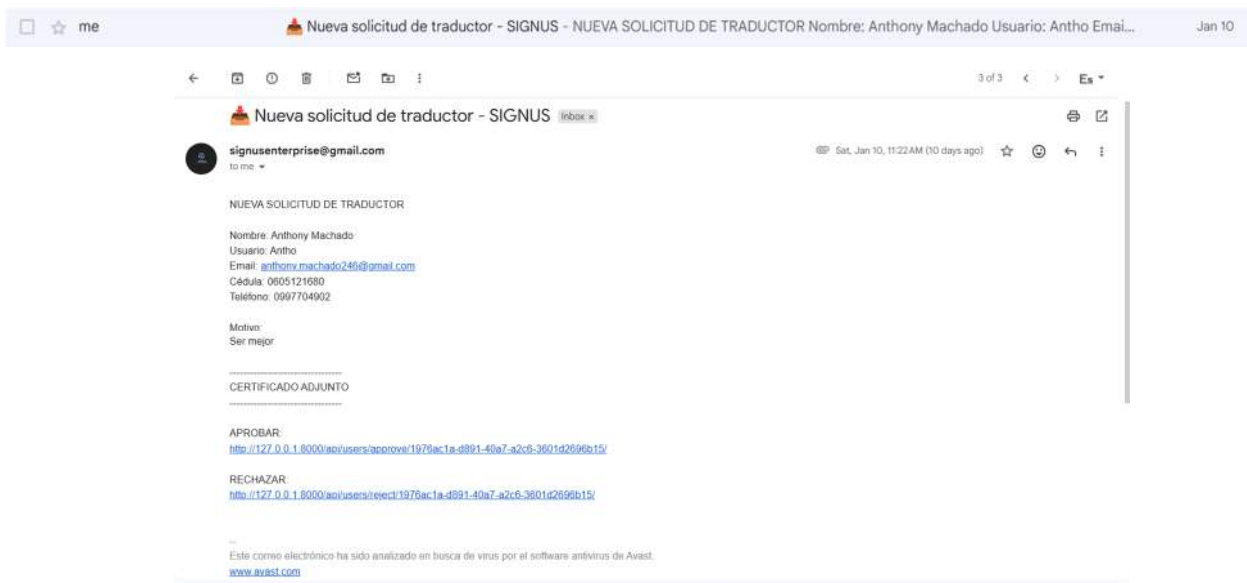 me 📥 Nueva solicitud de traductor - SIGNUS - NUEVA SOLICITUD DE TRADUCTOR Nombre: Anthony Machado Usuario: Antho Emai... Jan 10
3 of 3 Es
📥 Nueva solicitud de traductor - SIGNUS Inbox x
signusenterprise@gmail.com Sat, Jan 10, 11:22 AM (10 days ago)
to me
NUEVA SOLICITUD DE TRADUCTOR
Nombre: Anthony Machado
Usuario: Antho
Email: anthony.machado246@gmail.com
Cédula: 0605121680
Teléfono: 0997704902
Motivo:
Ser mejor
--------------------------------
CERTIFICADO ADJUNTO
--------------------------------
APROBAR:
http://127.0.0.1:8000/api/users/approve/1976ac1a-d891-40a7-a2c6-3601d2696b15/
RECHAZAR:
http://127.0.0.1:8000/api/users/reject/1976ac1a-d891-40a7-a2c6-3601d2696b15/
--
Este correo electrónico ha sido analizado en busca de virus por el software antivirus de Avast.
www.avast.com